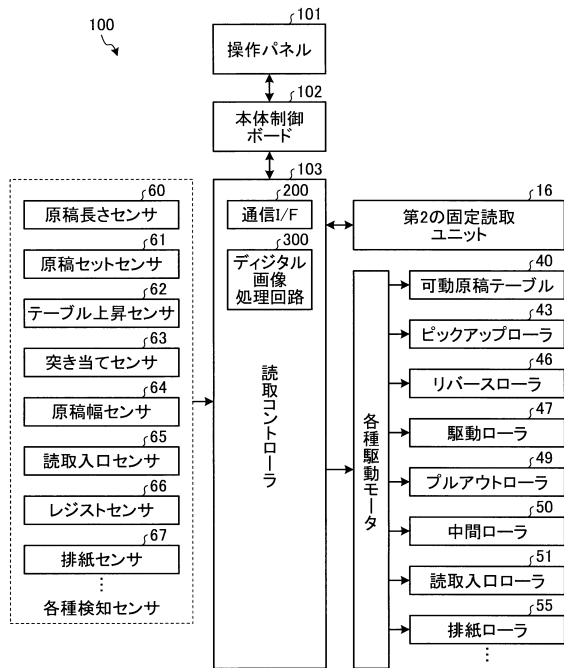 100
101
操作パネル
102
本体制御
ボード
103
200
通信I/F
300
ディジタル
画像
処理回路
読取コントローラ
60
原稿長さセンサ
61
原稿セットセンサ
62
テーブル上昇センサ
63
突き当てセンサ
64
原稿幅センサ
65
読取入口センサ
66
レジストセンサ
67
排紙センサ
⋮
各種検知センサ
16
第2の固定読取
ユニット
各種駆動モータ
40
可動原稿テーブル
43
ピックアップローラ
46
リバースローラ
47
駆動ローラ
49
プルアウトローラ
50
中間ローラ
51
読取入口ローラ
55
排紙ローラ
⋮